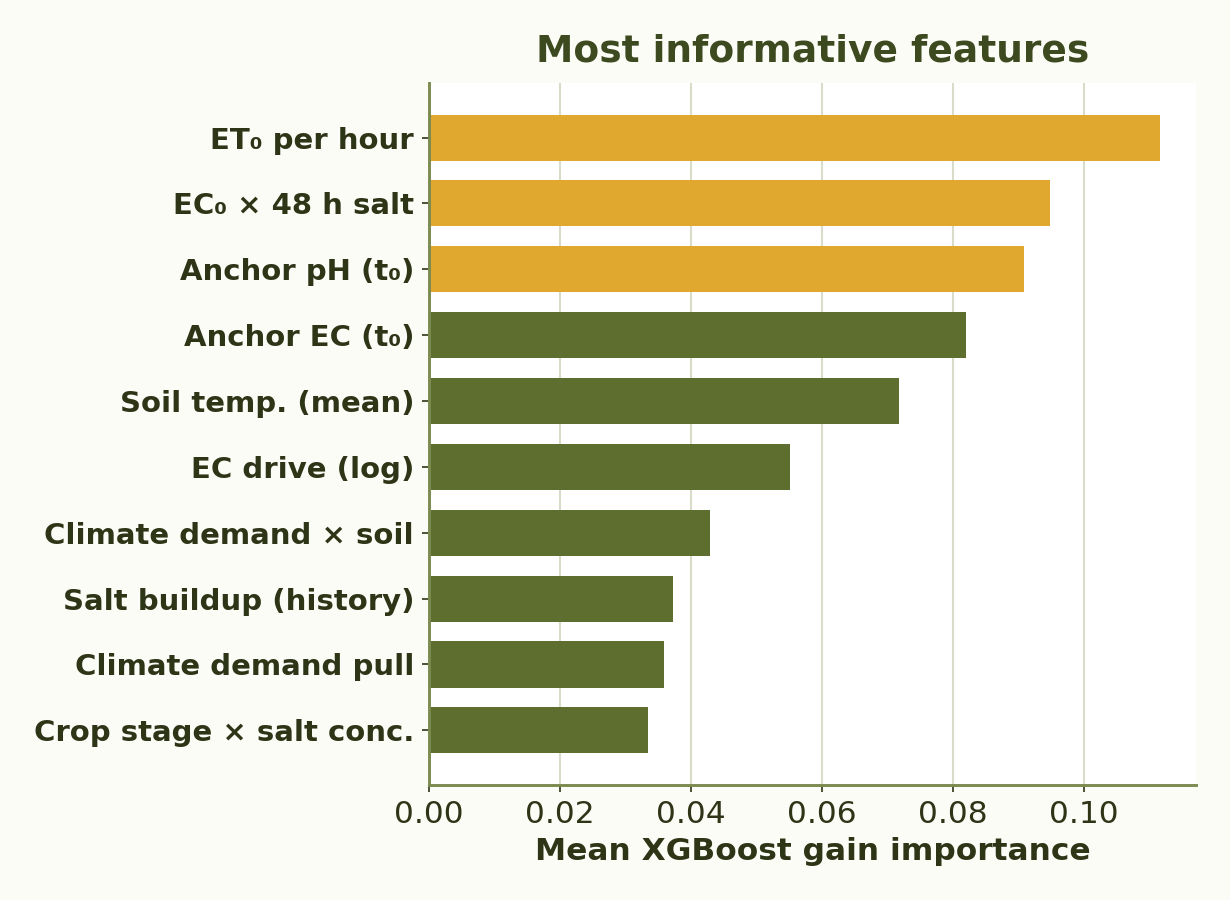 Most informative features
ET₀ per hour
EC₀ × 48 h salt
Anchor pH (t₀)
Anchor EC (t₀)
Soil temp. (mean)
EC drive (log)
Climate demand × soil
Salt buildup (history)
Climate demand pull
Crop stage × salt conc.
0.00 0.02 0.04 0.06 0.08 0.10
Mean XGBoost gain importance